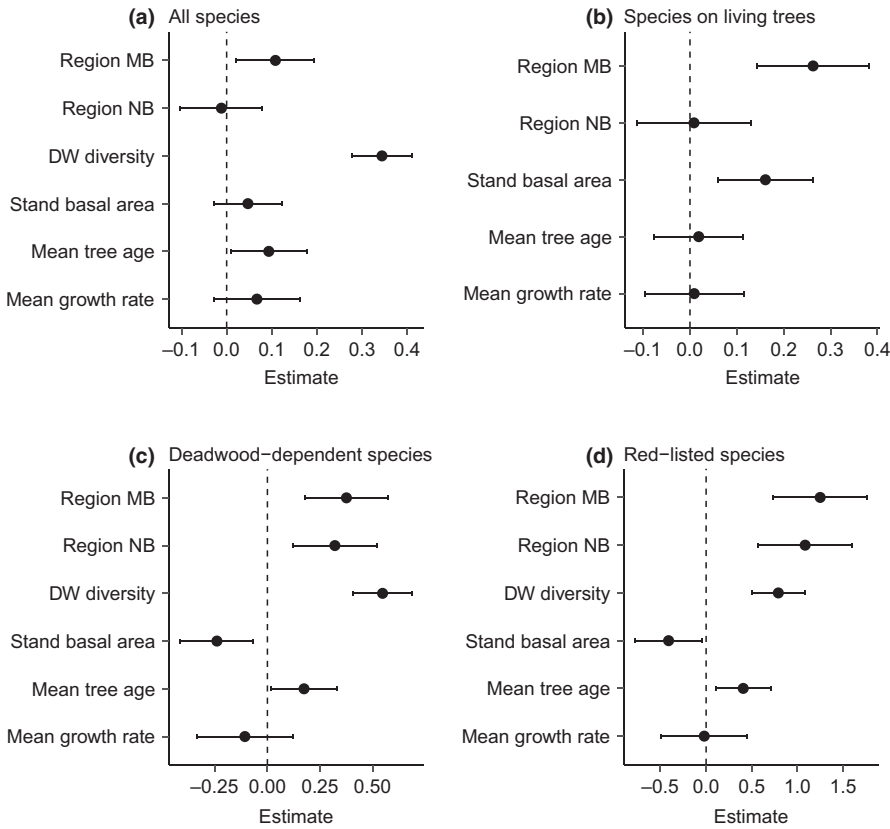 (a) All species
Region MB
Region NB
DW diversity
Stand basal area
Mean tree age
Mean growth rate
−0.1 0.0 0.1 0.2 0.3 0.4
Estimate
(b) Species on living trees
Region MB
Region NB
Stand basal area
Mean tree age
Mean growth rate
−0.1 0.0 0.1 0.2 0.3 0.4
Estimate
(c) Deadwood−dependent species
Region MB
Region NB
DW diversity
Stand basal area
Mean tree age
Mean growth rate
−0.25 0.00 0.25 0.50
Estimate
(d) Red−listed species
Region MB
Region NB
DW diversity
Stand basal area
Mean tree age
Mean growth rate
−0.5 0.0 0.5 1.0 1.5
Estimate